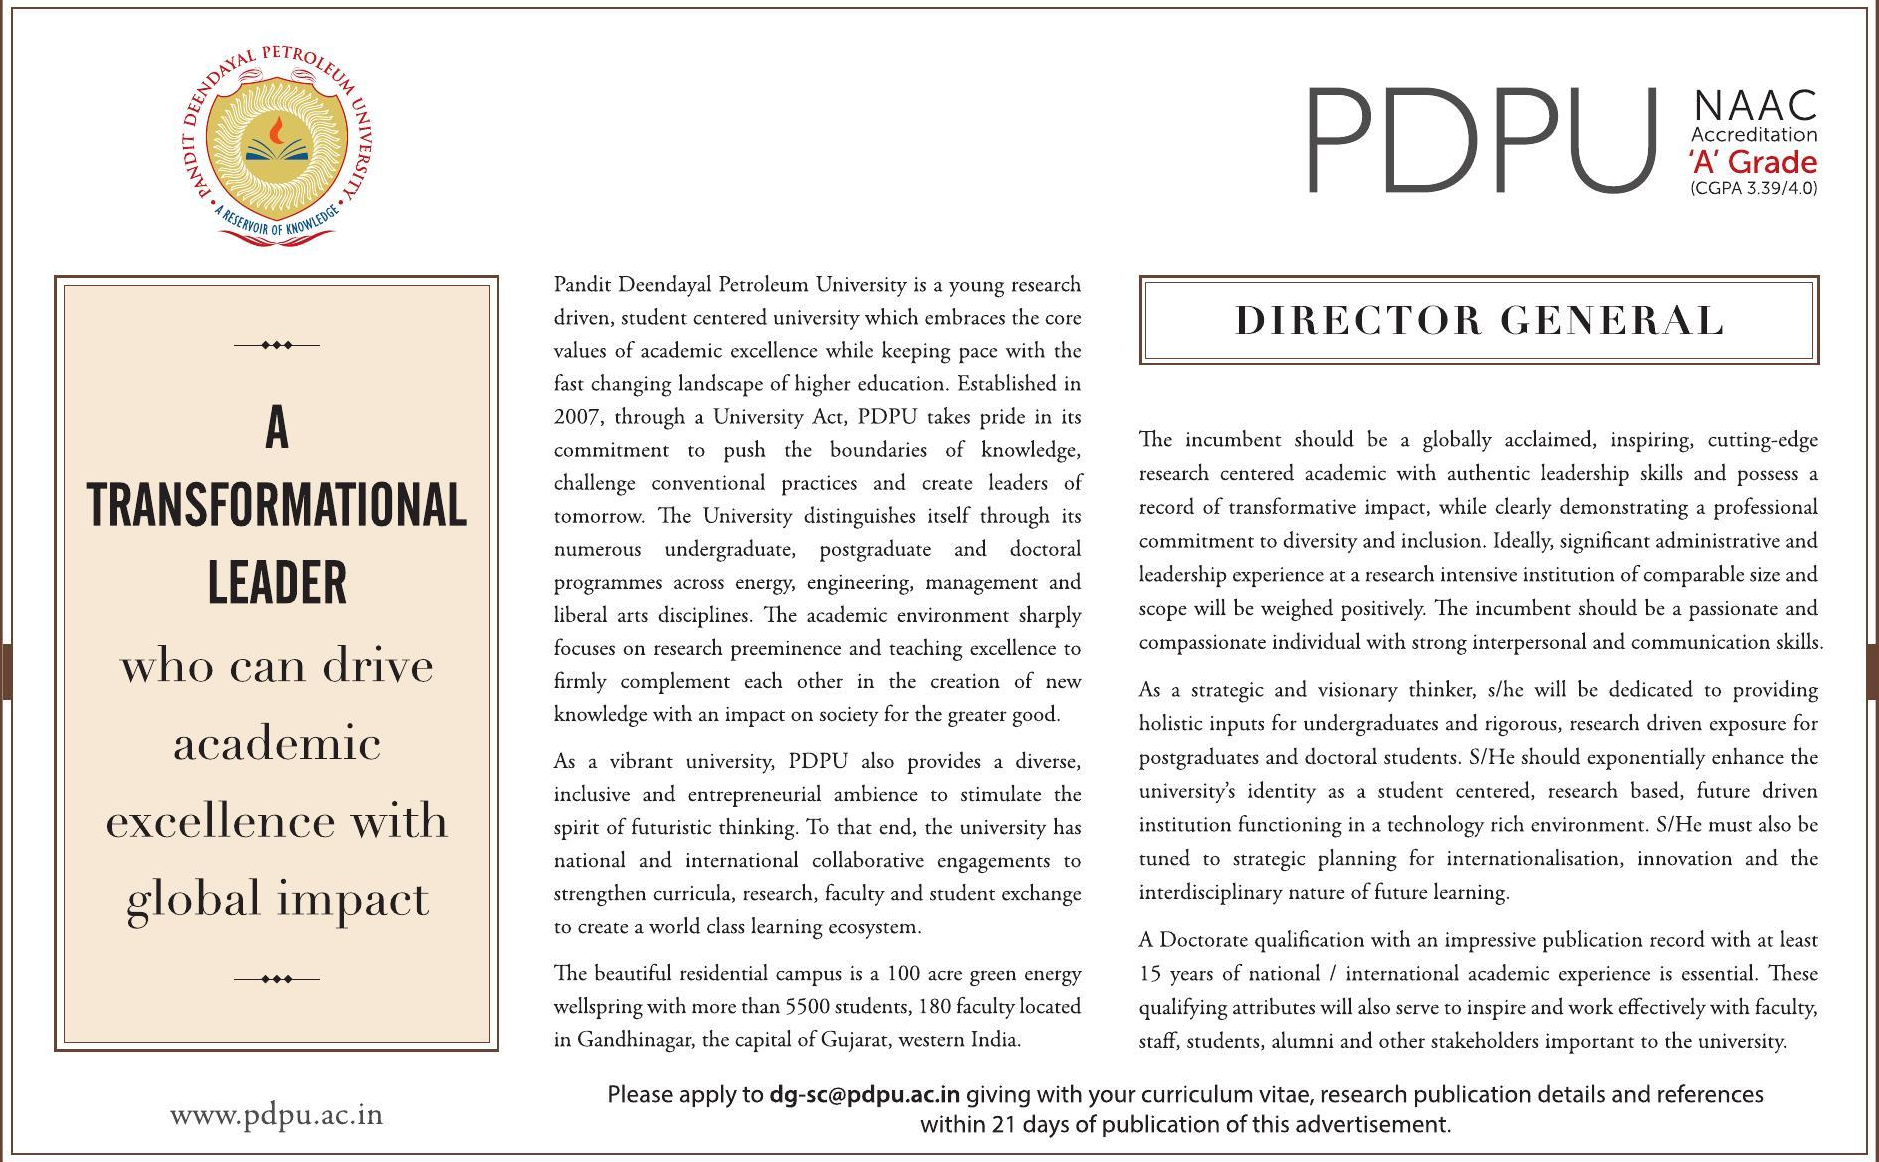 PANDIT DEENDAYAL PETROLEUM UNIVERSITY
• A RESERVOIR OF KNOWLEDGE •
PDPU
NAAC
Accreditation
'A' Grade
(CGPA 3.39/4.0)
A
TRANSFORMATIONAL
LEADER
who can drive
academic
excellence with
global impact
www.pdpu.ac.in
Pandit Deendayal Petroleum University is a young research
driven, student centered university which embraces the core
values of academic excellence while keeping pace with the
fast changing landscape of higher education. Established in
2007, through a University Act, PDPU takes pride in its
commitment to push the boundaries of knowledge,
challenge conventional practices and create leaders of
tomorrow. The University distinguishes itself through its
numerous undergraduate, postgraduate and doctoral
programmes across energy, engineering, management and
liberal arts disciplines. The academic environment sharply
focuses on research preeminence and teaching excellence to
firmly complement each other in the creation of new
knowledge with an impact on society for the greater good.
As a vibrant university, PDPU also provides a diverse,
inclusive and entrepreneurial ambience to stimulate the
spirit of futuristic thinking. To that end, the university has
national and international collaborative engagements to
strengthen curricula, research, faculty and student exchange
to create a world class learning ecosystem.
The beautiful residential campus is a 100 acre green energy
wellspring with more than 5500 students, 180 faculty located
in Gandhinagar, the capital of Gujarat, western India.
DIRECTOR GENERAL
The incumbent should be a globally acclaimed, inspiring, cutting-edge
research centered academic with authentic leadership skills and possess a
record of transformative impact, while clearly demonstrating a professional
commitment to diversity and inclusion. Ideally, significant administrative and
leadership experience at a research intensive institution of comparable size and
scope will be weighed positively. The incumbent should be a passionate and
compassionate individual with strong interpersonal and communication skills.
As a strategic and visionary thinker, s/he will be dedicated to providing
holistic inputs for undergraduates and rigorous, research driven exposure for
postgraduates and doctoral students. S/He should exponentially enhance the
university's identity as a student centered, research based, future driven
institution functioning in a technology rich environment. S/He must also be
tuned to strategic planning for internationalisation, innovation and the
interdisciplinary nature of future learning.
A Doctorate qualification with an impressive publication record with at least
15 years of national / international academic experience is essential. These
qualifying attributes will also serve to inspire and work effectively with faculty,
staff, students, alumni and other stakeholders important to the university.
Please apply to dg-sc@pdpu.ac.in giving with your curriculum vitae, research publication details and references
within 21 days of publication of this advertisement.